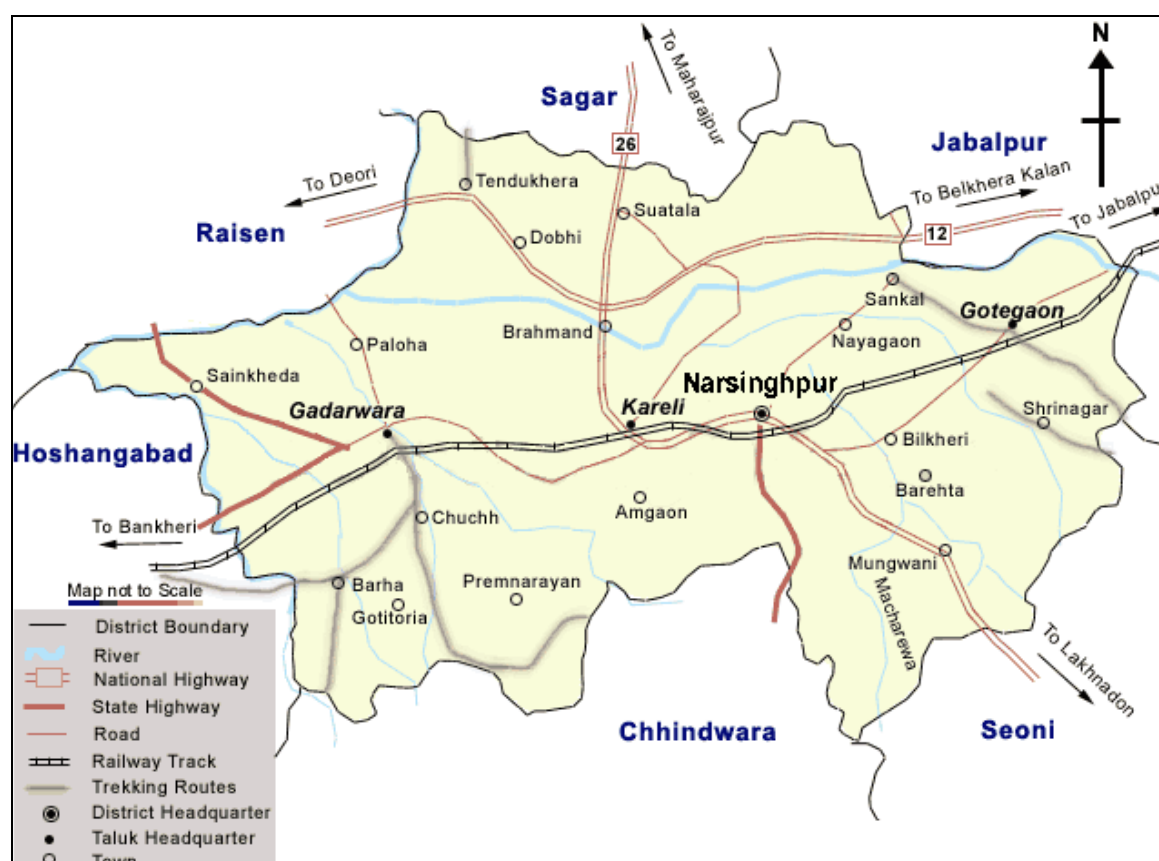 N
To Maharajpur
Sagar
26
Jabalpur
To Belkhera Kalan
To Deori
Tendukhera
To Jabalpur
Suatala
Raisen
12
Dobhi
Sankal
Gotegaon
Brahmand
Nayagaon
Paloha
Sainkheda
Narsinghpur
Gadarwara
Kareli
Shrinagar
Hoshangabad
Bilkheri
Barehta
Amgaon
To Bankheri
Chuchh
Mungwani
Map not to Scale
Barha
Premnarayan
Gotitoria
Macharewa
To Lakhnadon
Chhindwara
Seoni
District Boundary
River
National Highway
State Highway
Road
Railway Track
Trekking Routes
District Headquarter
Taluk Headquarter
Town